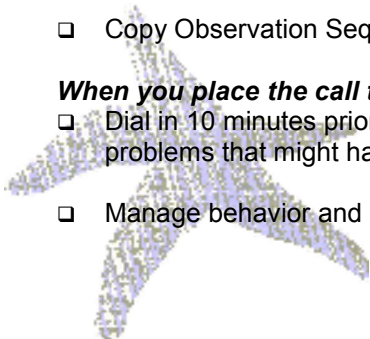 ❑ Copy Observation Seq
When you place the call t
❑ Dial in 10 minutes prior
problems that might ha
❑ Manage behavior and